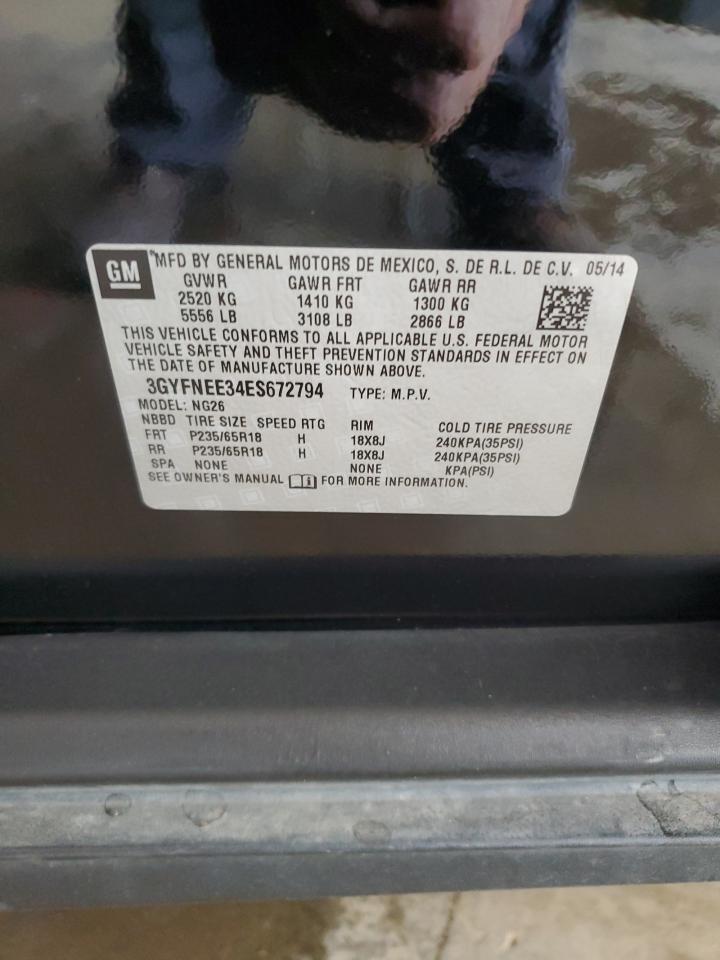 GM
MFD BY GENERAL MOTORS DE MEXICO, S. DE R.L. DE C.V. 05/14
GVWR GAWR FRT GAWR RR
2520 KG 1410 KG 1300 KG
5556 LB 3108 LB 2866 LB
THIS VEHICLE CONFORMS TO ALL APPLICABLE U.S. FEDERAL MOTOR
VEHICLE SAFETY AND THEFT PREVENTION STANDARDS IN EFFECT ON
THE DATE OF MANUFACTURE SHOWN ABOVE.
3GYFNEE34ES672794 TYPE: M.P.V.
MODEL: NG26
NBBD TIRE SIZE SPEED RTG RIM COLD TIRE PRESSURE
FRT P235/65R18 H 18X8J 240KPA(35PSI)
RR P235/65R18 H 18X8J 240KPA(35PSI)
SPA NONE NONE KPA(PSI)
SEE OWNER'S MANUAL FOR MORE INFORMATION.